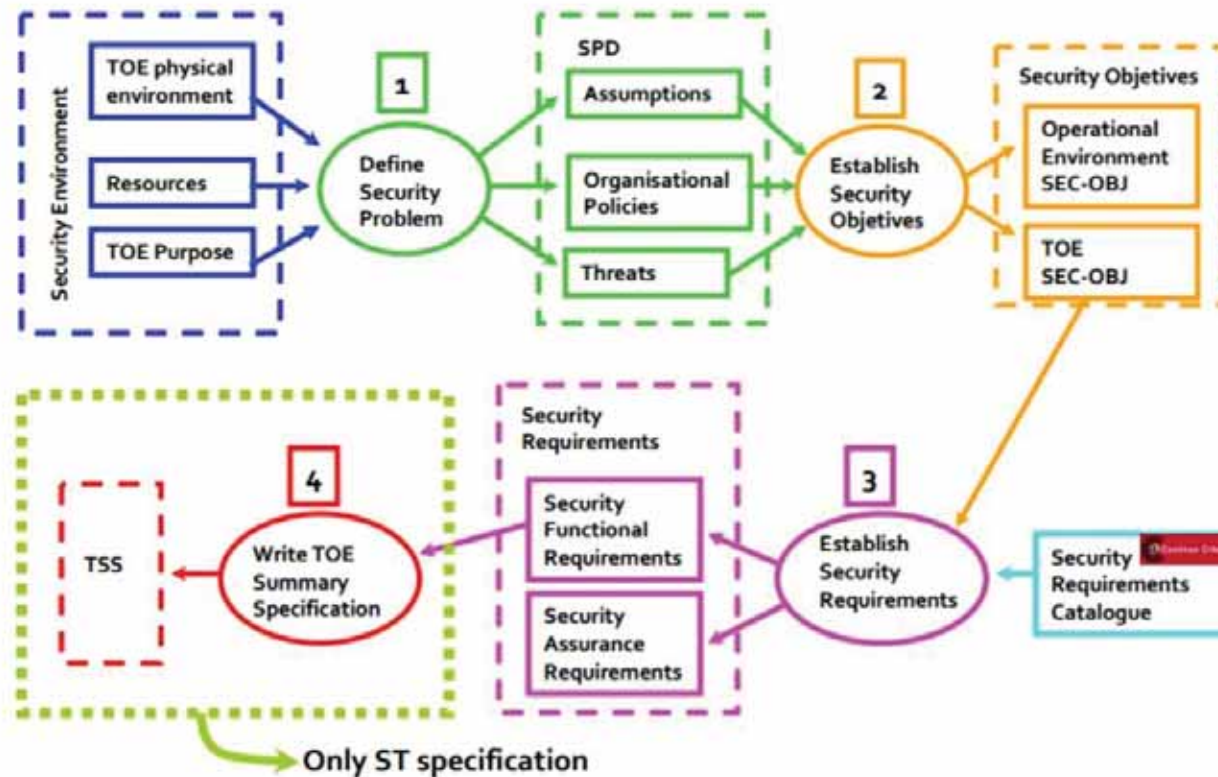 Security Environment
TOE physical
environment
Resources
TOE Purpose
1
Define
Security
Problem
SPD
Assumptions
Organisational
Policies
Threats
2
Establish
Security
Objetives
Security Objetives
Operational
Environment
SEC-OBJ
TOE
SEC-OBJ
TSS
4
Write TOE
Summary
Specification
Security
Requirements
Security
Functional
Requirements
Security
Assurance
Requirements
3
Establish
Security
Requirements
Security
Requirements
Catalogue
Only ST specification